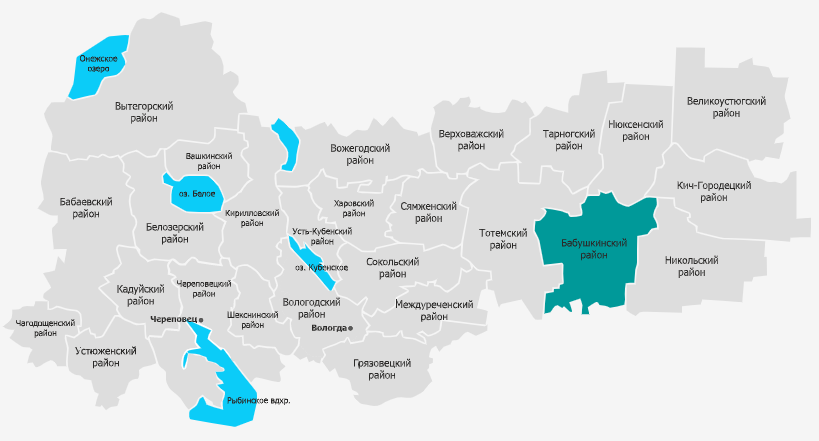 Онежское
озеро
Вытегорский
район
Великоустюгский
район
Нюксенский
район
Тарногский
район
Верховажский
район
Вожегодский
район
Вашкинский
район
оз. Белое
Бабаевский
район
Белозерский
район
Кирилловский
район
Харовский
район
Сямженский
район
Кич-Городецкий
район
Усть-Кубенский
район
Тотемский
район
Бабушкинский
район
оз. Кубенское
Сокольский
район
Никольский
район
Кадуйский
район
Череповецкий
район
Вологодский
район
Междуреченский
район
Чагодощенский
район
Череповец
Шекснинский
район
Вологда
Устюженский
район
Грязовецкий
район
Рыбинское вдхр.